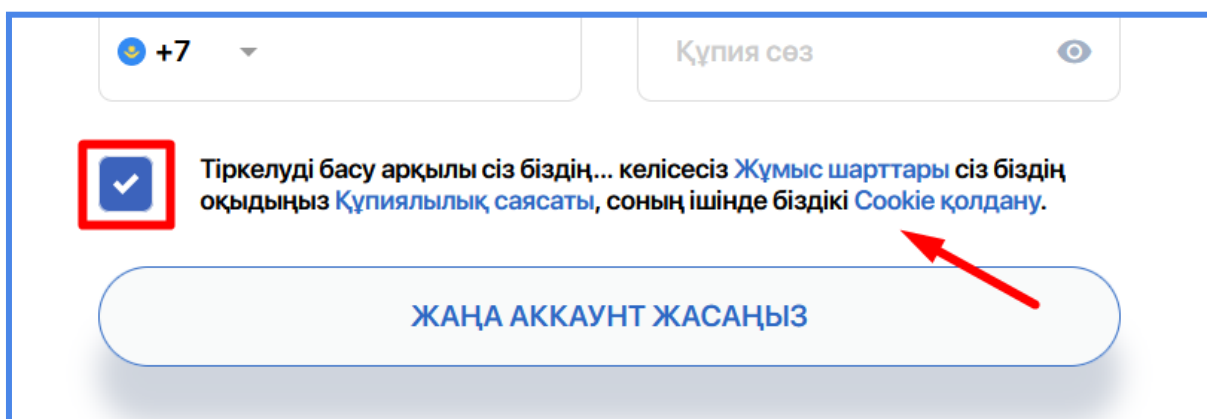 +7
Құпия сөз
Тіркелуді басу арқылы сіз біздің... келісесіз Жұмыс шарттары сіз біздің
оқыдыңыз Құпиялылық саясаты, соның ішінде біздікі Cookie қолдану.
ЖАҢА АККАУНТ ЖАСАҢЫЗ